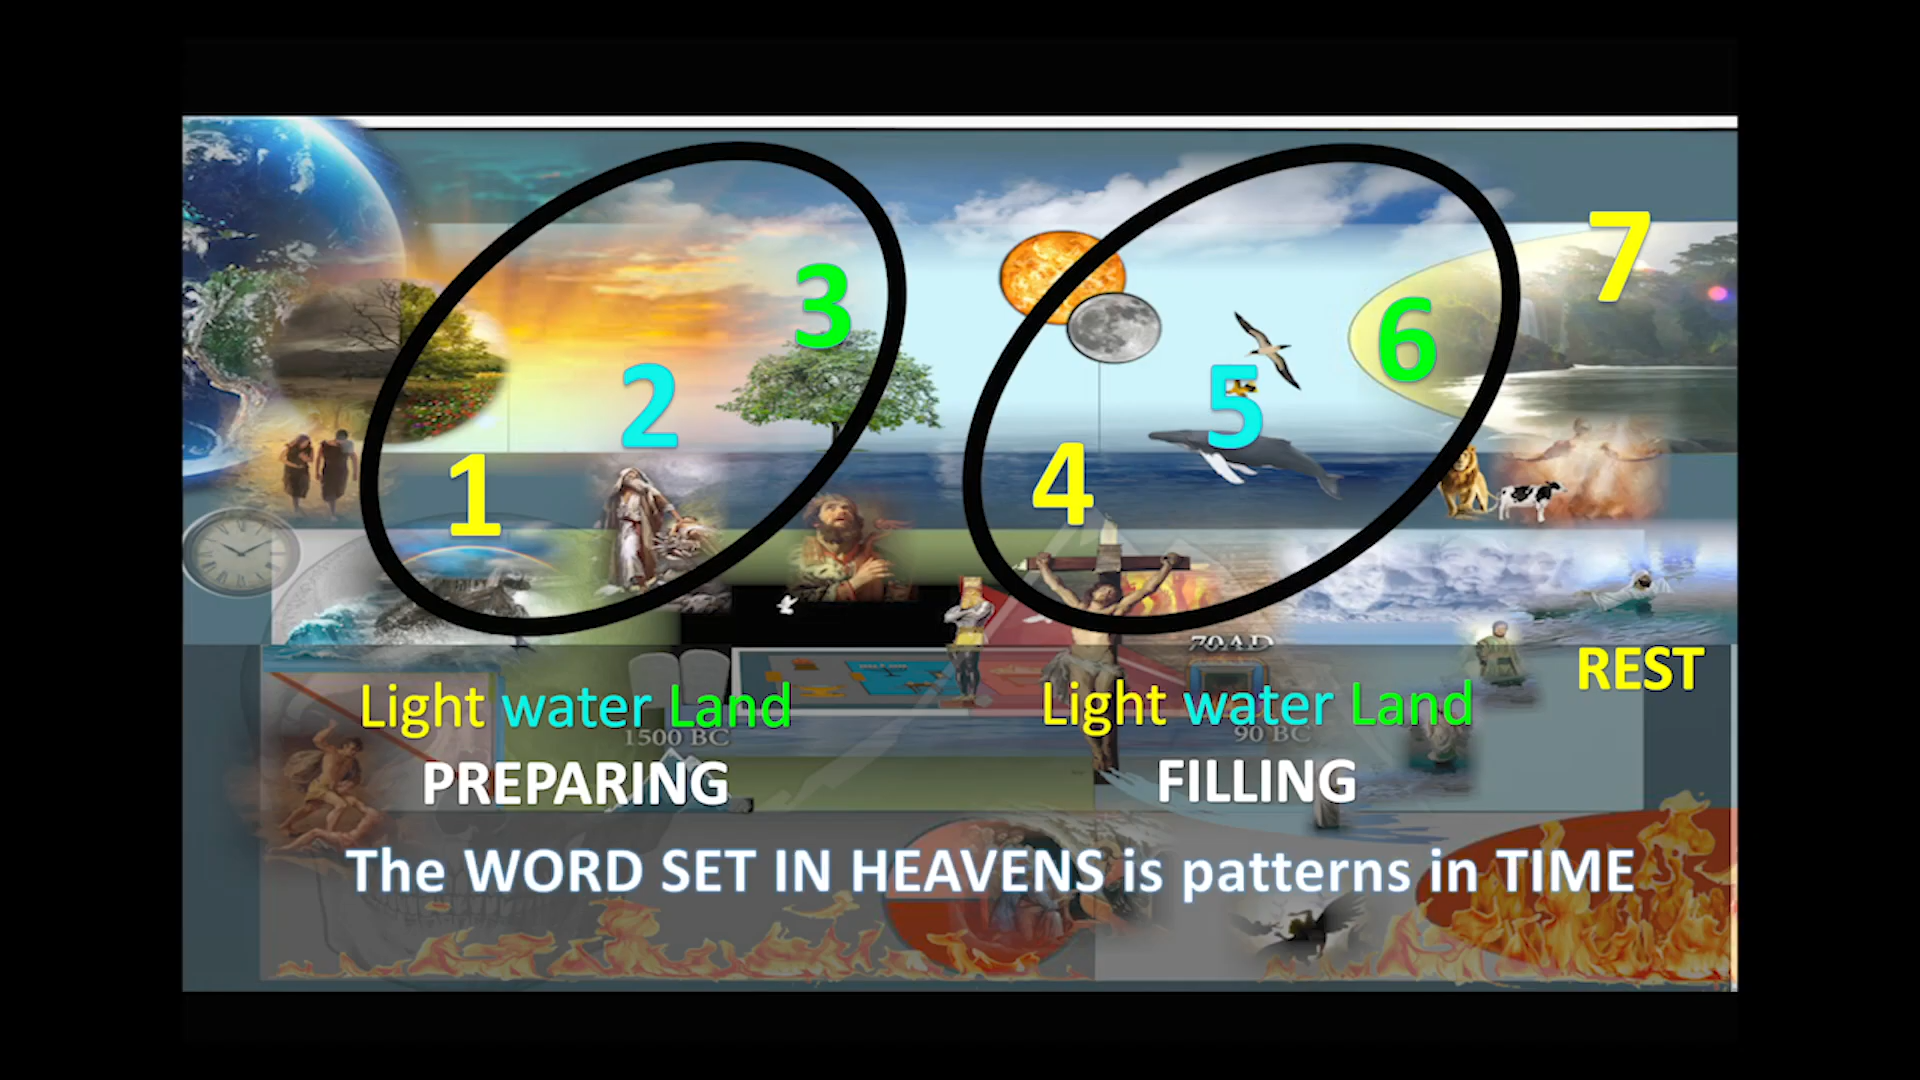 7
3
6
2
5
1
4
70AD
REST
Light water Land
Light water Land
1500 BC
90 BC
PREPARING
FILLING
The WORD SET IN HEAVENS is patterns in TIME